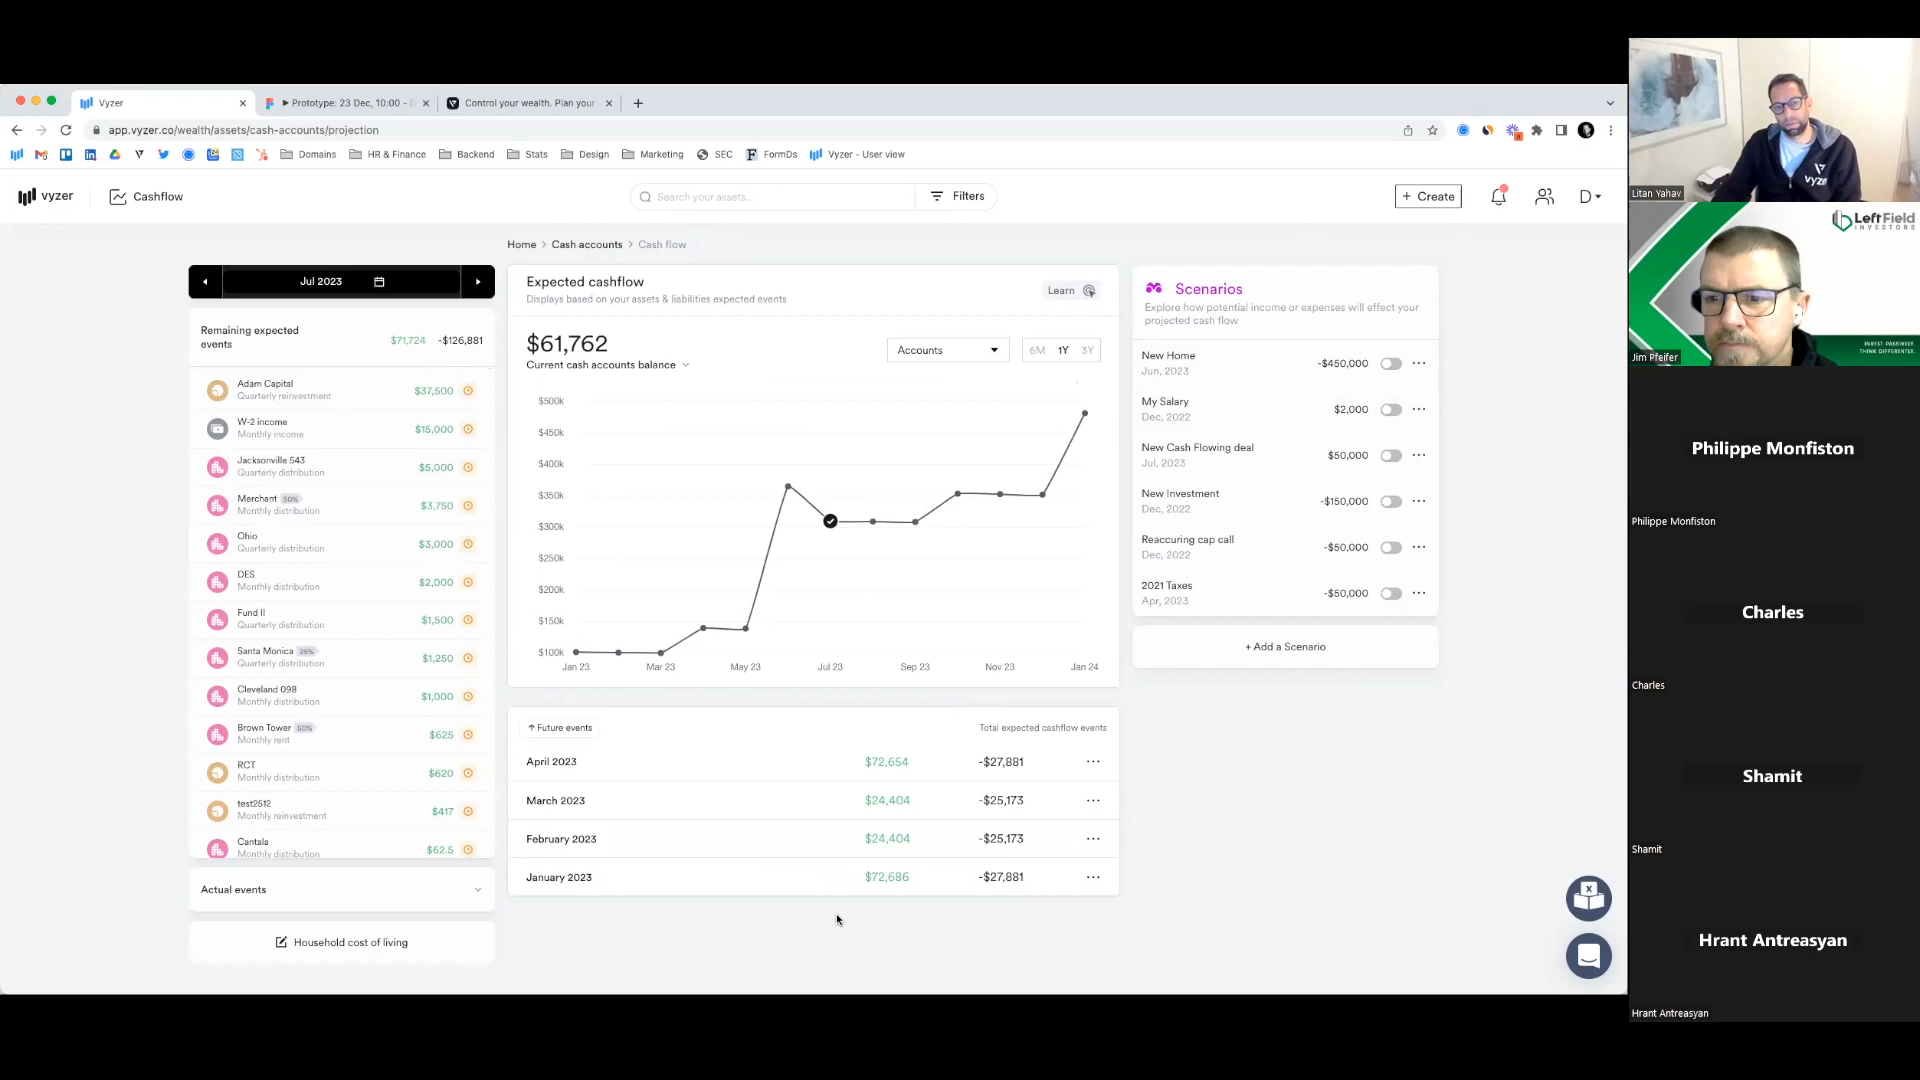 Vyzer
Prototype: 23 Dec, 10:00 - D
Control your wealth. Plan your
app.vyzer.co/wealth/assets/cash-accounts/projection
Domains
HR & Finance
Backend
Stats
Design
Marketing
SEC
FormDs
Vyzer - User view
vyzer
Cashflow
Search your assets...
Filters
+ Create
D
Home > Cash accounts > Cash flow
Jul 2023
Remaining expected
events
$71,724 -$126,881
Adam Capital
Quarterly reinvestment
$37,500
W-2 income
Monthly income
$15,000
Jacksonville 543
Quarterly distribution
$5,000
Merchant 50%
Monthly distribution
$3,750
Ohio
Quarterly distribution
$3,000
DES
Monthly distribution
$2,000
Fund II
Quarterly distribution
$1,500
Santa Monica 25%
Quarterly distribution
$1,250
Cleveland 098
Monthly distribution
$1,000
Brown Tower 50%
Monthly rent
$625
RCT
Monthly distribution
$620
test2512
Monthly reinvestment
$417
Cantala
Monthly distribution
$62.5
Actual events
Household cost of living
Expected cashflow
Displays based on your assets & liabilities expected events
Learn
$61,762
Current cash accounts balance
Accounts
6M 1Y 3Y
$500k
$450k
$400k
$350k
$300k
$250k
$200k
$150k
$100k
Jan 23 Mar 23 May 23 Jul 23 Sep 23 Nov 23 Jan 24
Future events
Total expected cashflow events
April 2023 $72,654 -$27,881
March 2023 $24,404 -$25,173
February 2023 $24,404 -$25,173
January 2023 $72,686 -$27,881
Scenarios
Explore how potential income or expenses will effect your
projected cash flow
New Home
Jun, 2023
-$450,000
My Salary
Dec, 2022
$2,000
New Cash Flowing deal
Jul, 2023
$50,000
New Investment
Dec, 2022
-$150,000
Reaccuring cap call
Dec, 2022
-$50,000
2021 Taxes
Apr, 2023
-$50,000
+ Add a Scenario
vyzer
Litan Yahav
LeftField
INVESTORS
INVEST PASSIVELY.
THINK DIFFERENTLY.
Jim Pfeifer
Philippe Monfiston
Philippe Monfiston
Charles
Charles
Shamit
Shamit
Hrant Antreasyan
Hrant Antreasyan